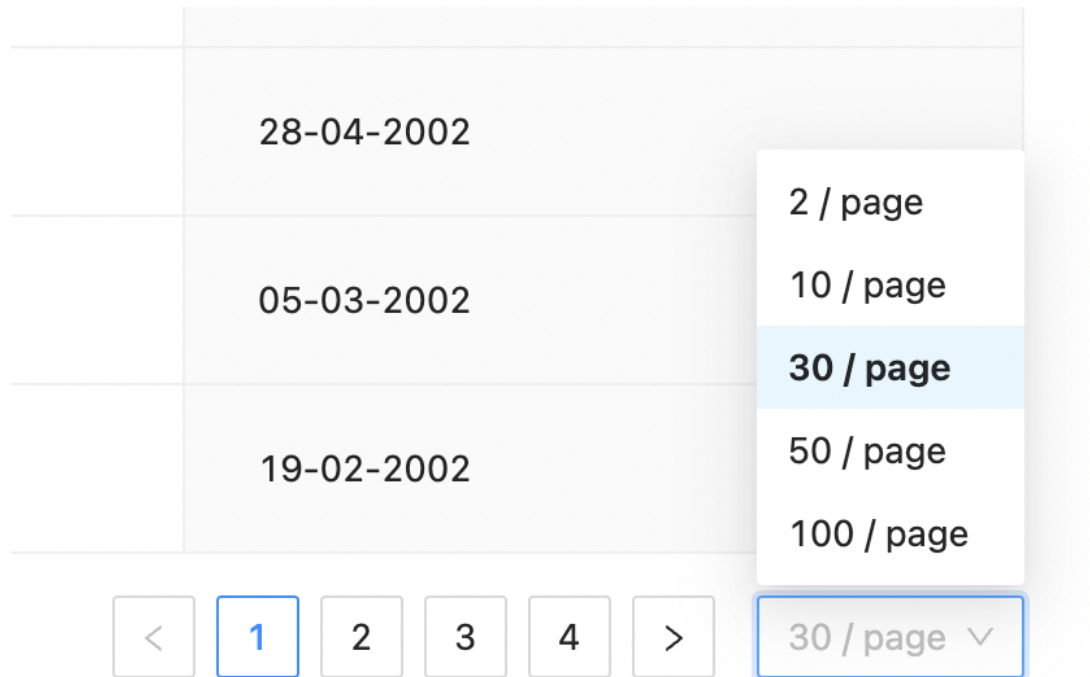 28-04-2002
2 / page
10 / page
05-03-2002
30 / page
50 / page
19-02-2002
100 / page
< 1 2 3 4 > 30 / page